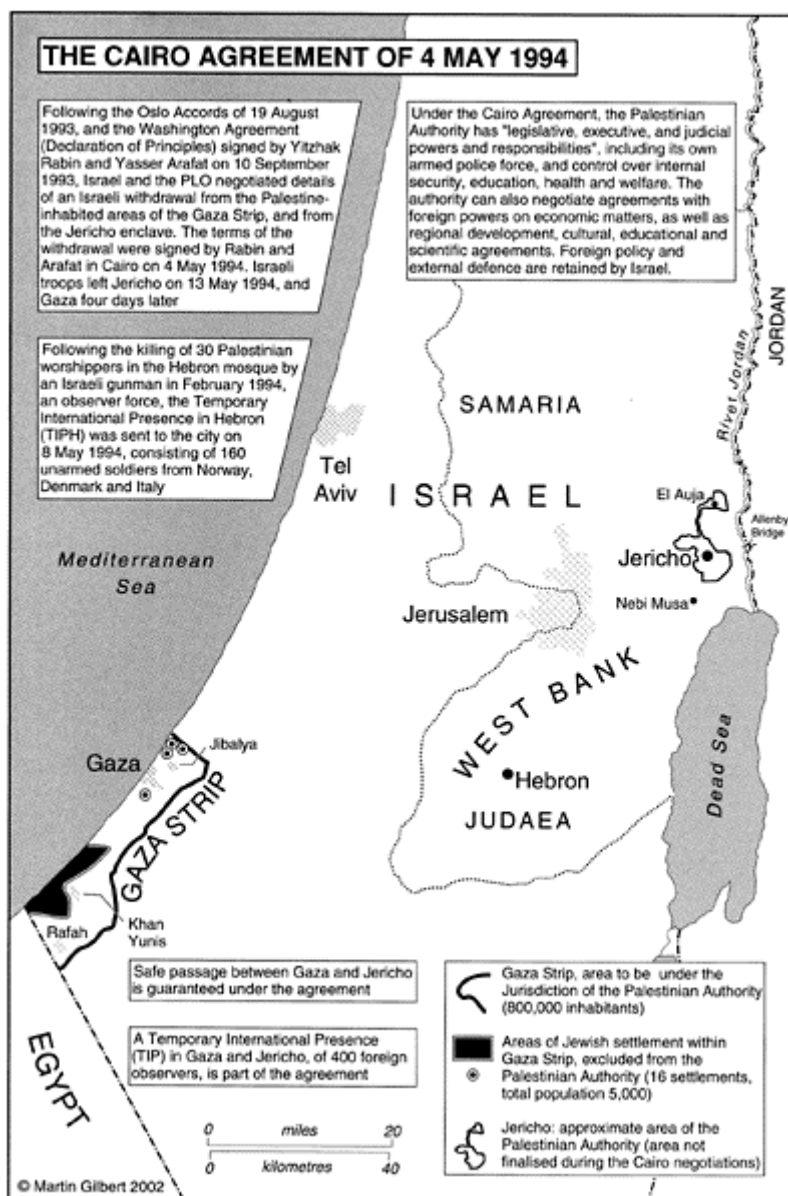 THE CAIRO AGREEMENT OF 4 MAY 1994
Following the Oslo Accords of 19 August
1993, and the Washington Agreement
(Declaration of Principles) signed by Yitzhak
Rabin and Yasser Arafat on 10 September
1993, Israel and the PLO negotiated details
of an Israeli withdrawal from the Palestine-
inhabited areas of the Gaza Strip, and from
the Jericho enclave. The terms of the
withdrawal were signed by Rabin and
Arafat in Cairo on 4 May 1994. Israeli
troops left Jericho on 13 May 1994, and
Gaza four days later
Under the Cairo Agreement, the Palestinian
Authority has "legislative, executive, and judicial
powers and responsibilities", including its own
armed police force, and control over internal
security, education, health and welfare. The
authority can also negotiate agreements with
foreign powers on economic matters, as well as
regional development, cultural, educational and
scientific agreements. Foreign policy and
external defence are retained by Israel.
Following the killing of 30 Palestinian
worshippers in the Hebron mosque by
an Israeli gunman in February 1994,
an observer force, the Temporary
International Presence in Hebron
(TIPH) was sent to the city on
8 May 1994, consisting of 160
unarmed soldiers from Norway,
Denmark and Italy
JORDAN
River Jordan
SAMARIA
Tel
Aviv
ISRAEL
El Auja
Allenby
Bridge
Jericho
Mediterranean
Sea
Nebi Musa
Jerusalem
WEST BANK
Dead Sea
Hebron
JUDAEA
Jibalya
Gaza
GAZA STRIP
Khan
Yunis
Rafah
EGYPT
Safe passage between Gaza and Jericho
is guaranteed under the agreement
A Temporary International Presence
(TIP) in Gaza and Jericho, of 400 foreign
observers, is part of the agreement
0 miles 20
0 kilometres 40
Gaza Strip, area to be under the
Jurisdiction of the Palestinian Authority
(800,000 inhabitants)
Areas of Jewish settlement within
Gaza Strip, excluded from the
Palestinian Authority (16 settlements,
total population 5,000)
Jericho: approximate area of the
Palestinian Authority (area not
finalised during the Cairo negotiations)
© Martin Gilbert 2002